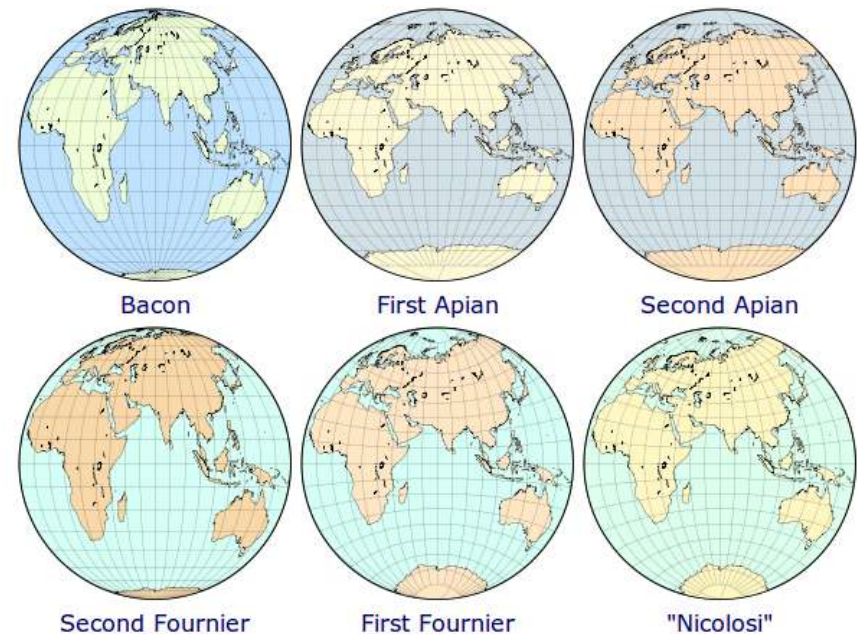 Bacon
First Apian
Second Apian
Second Fournier
First Fournier
"Nicolosi"